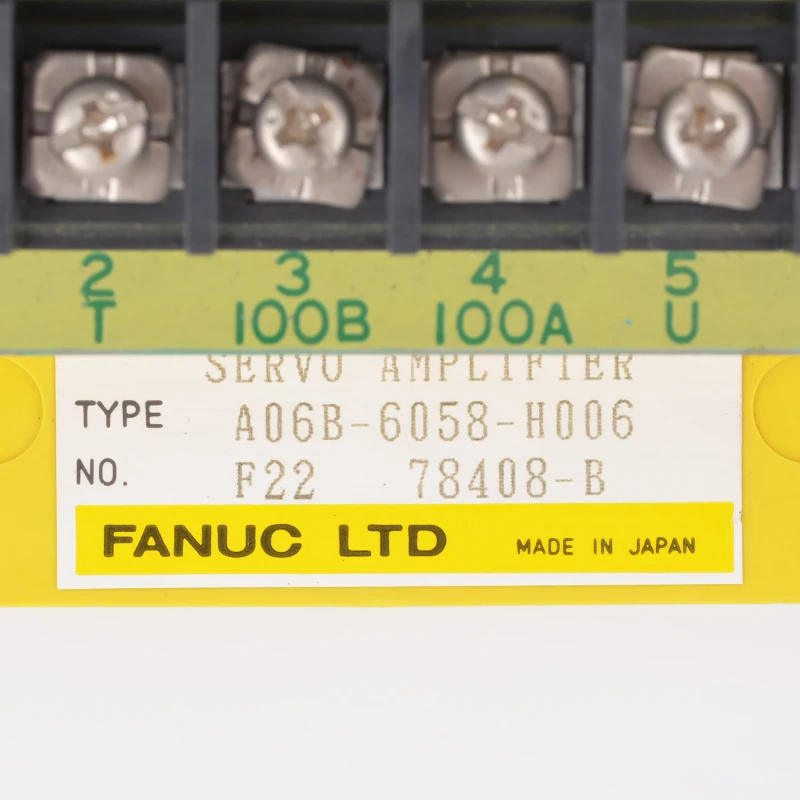 2 3 4 5
T 100B 100A U
SERVO AMPLIFIER
TYPE A06B-6058-H006
NO. F22 78408-B
FANUC LTD MADE IN JAPAN